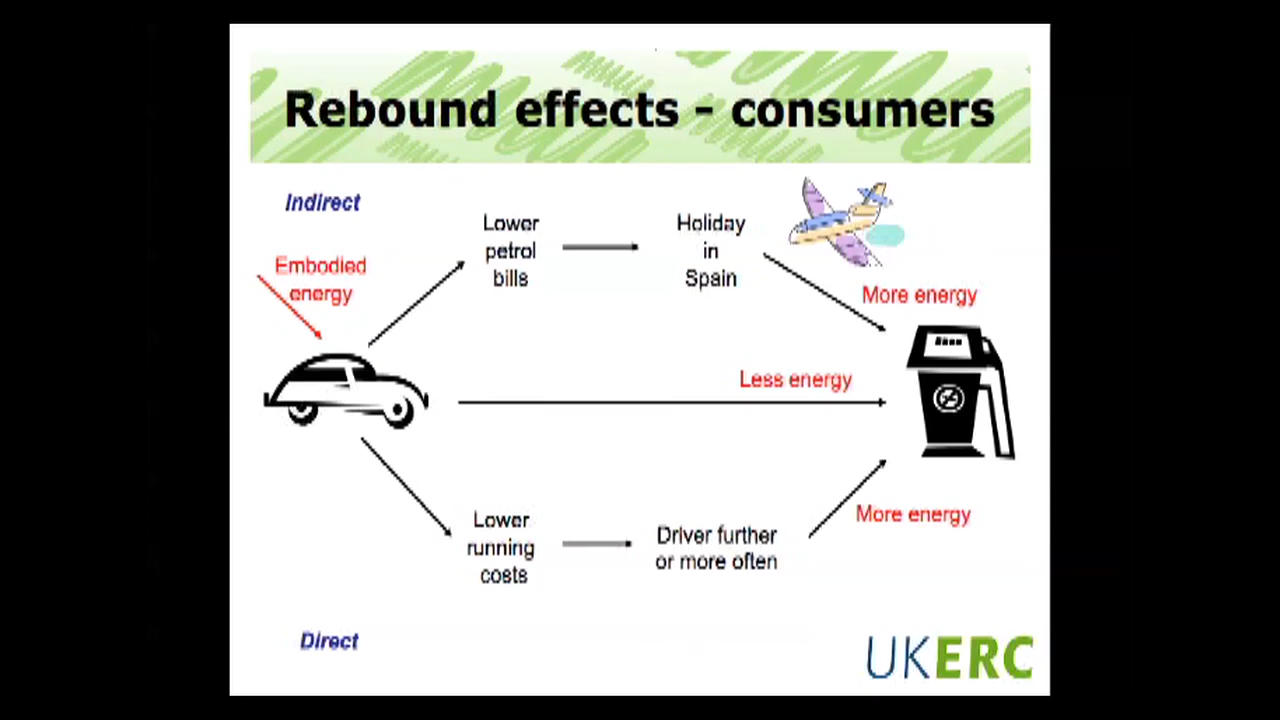 Rebound effects - consumers
Indirect
Embodied
energy
Lower
petrol
bills
Holiday
in
Spain
More energy
Less energy
Lower
running
costs
Driver further
or more often
More energy
Direct
UKERC